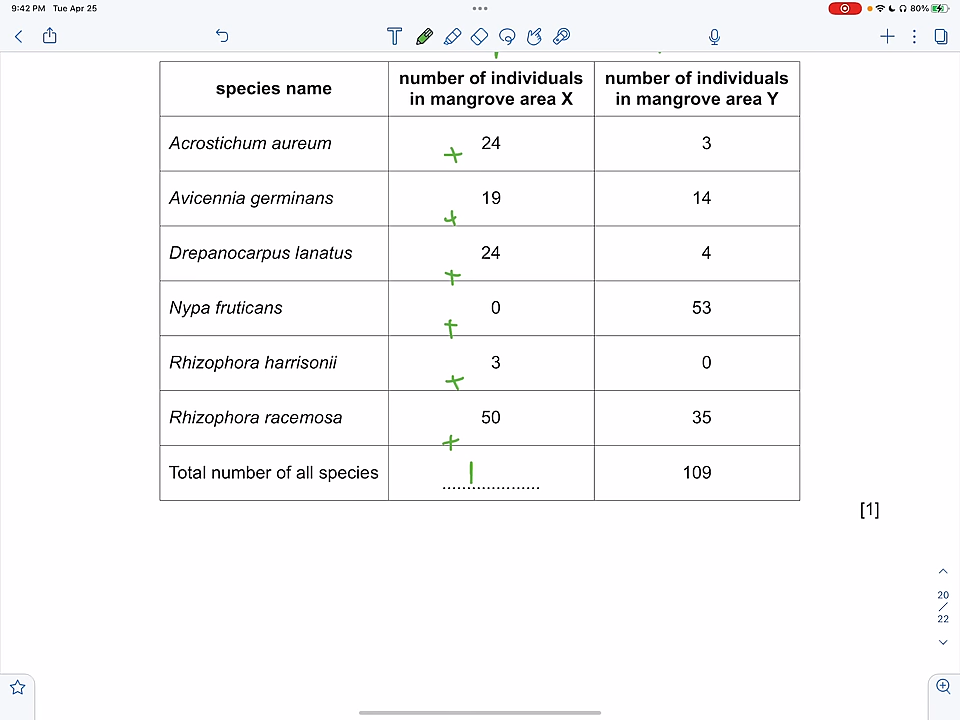 9:42 PM Tue Apr 25
80%
species name
number of individuals
in mangrove area X
number of individuals
in mangrove area Y
Acrostichum aureum + 24 3
Avicennia germinans + 19 14
Drepanocarpus lanatus + 24 4
Nypa fruticans + 0 53
Rhizophora harrisonii + 3 0
Rhizophora racemosa + 50 35
Total number of all species 1 .................... 109
[1]
20
/
22